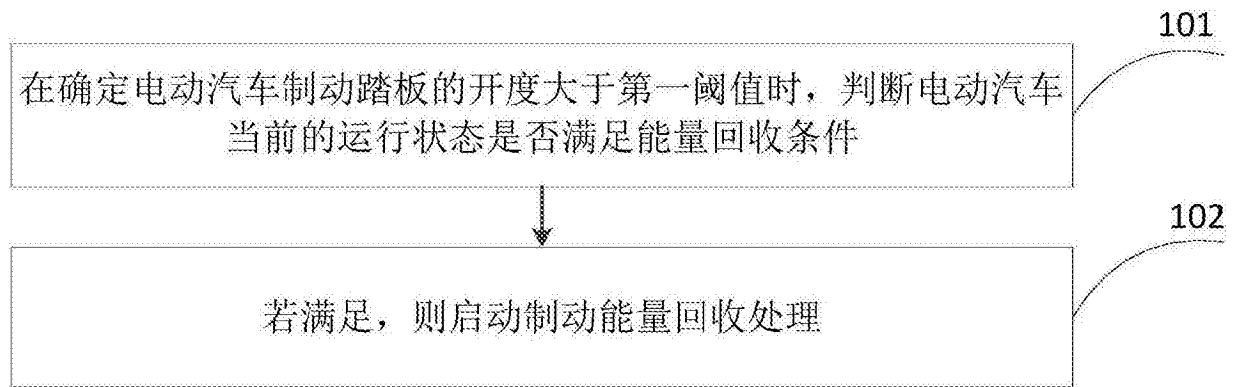 101
在确定电动汽车制动踏板的开度大于第一阈值时，判断电动汽车
当前的运行状态是否满足能量回收条件
102
若满足，则启动制动能量回收处理